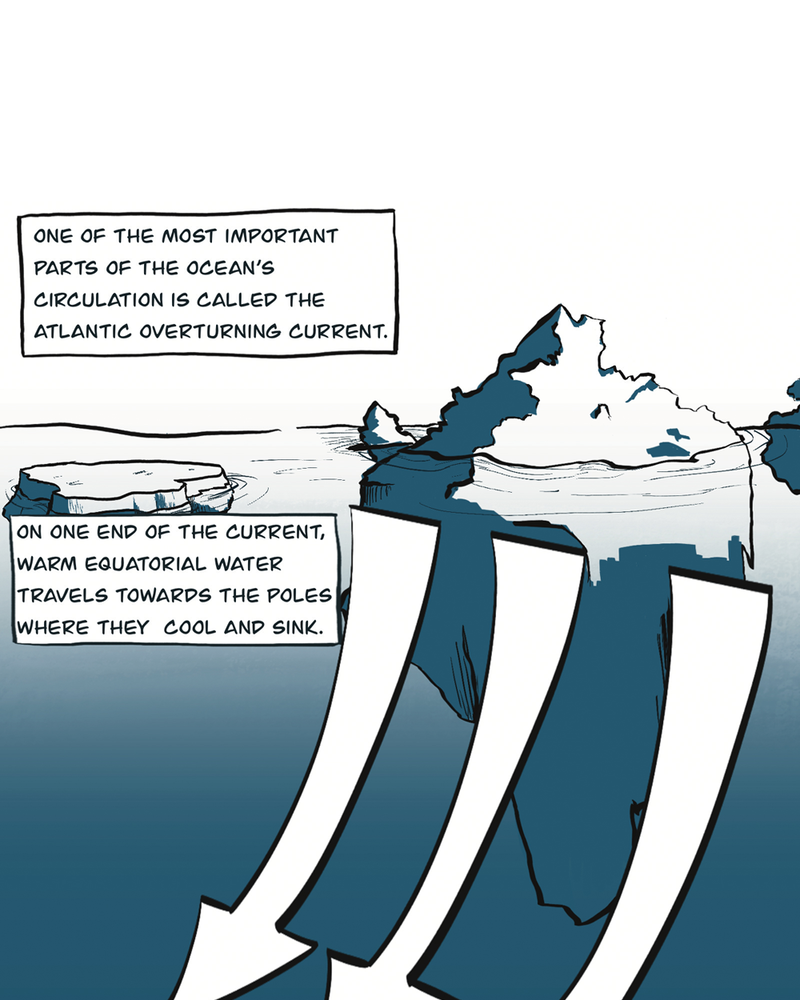 ONE OF THE MOST IMPORTANT
PARTS OF THE OCEAN'S
CIRCULATION IS CALLED THE
ATLANTIC OVERTURNING CURRENT.
ON ONE END OF THE CURRENT,
WARM EQUATORIAL WATER
TRAVELS TOWARDS THE POLES
WHERE THEY COOL AND SINK.